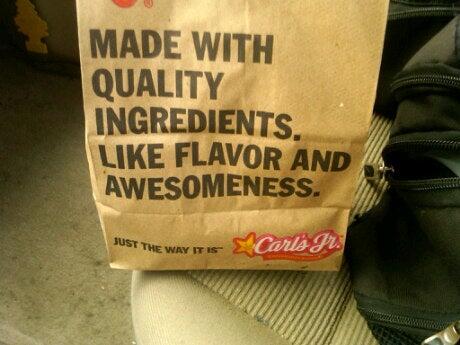 ®
MADE WITH
QUALITY
INGREDIENTS.
LIKE FLAVOR AND
AWESOMENESS.
JUST THE WAY IT IS™
Carl's Jr.